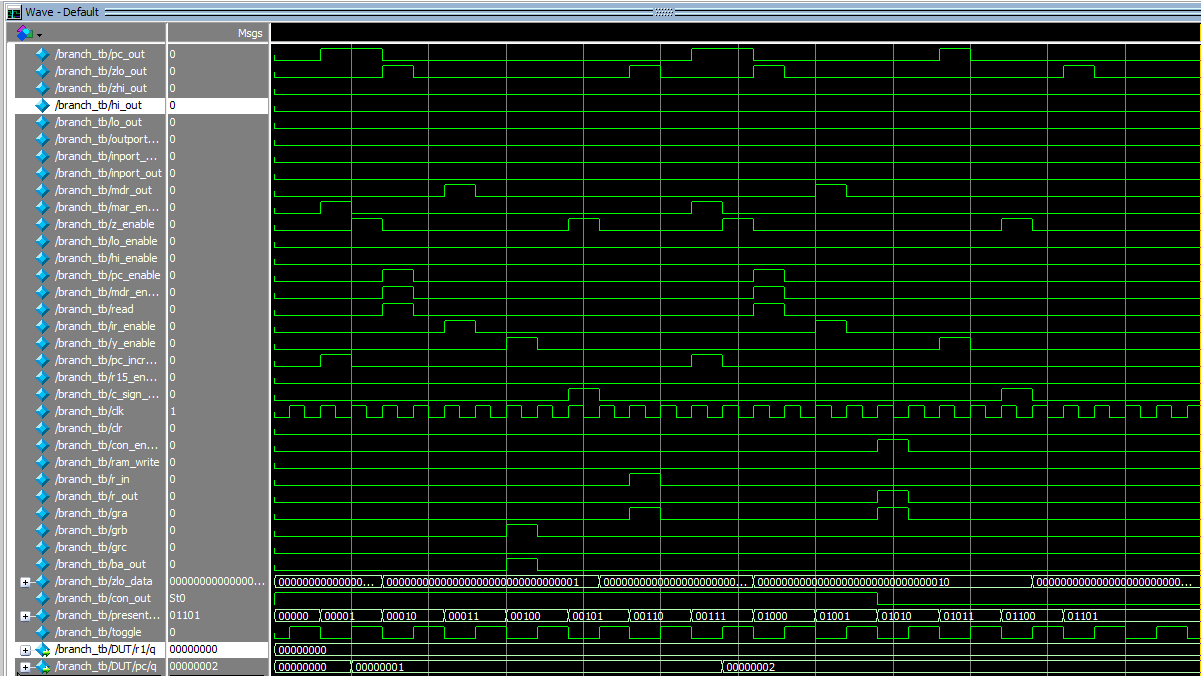 Wave - Default
Msgs
/branch_tb/pc_out 0
/branch_tb/zlo_out 0
/branch_tb/zhi_out 0
/branch_tb/hi_out 0
/branch_tb/lo_out 0
/branch_tb/outport... 0
/branch_tb/inport_... 0
/branch_tb/inport_out 0
/branch_tb/mdr_out 0
/branch_tb/mar_en... 0
/branch_tb/z_enable 0
/branch_tb/lo_enable 0
/branch_tb/hi_enable 0
/branch_tb/pc_enable 0
/branch_tb/mdr_en... 0
/branch_tb/read 0
/branch_tb/ir_enable 0
/branch_tb/y_enable 0
/branch_tb/pc_incr... 0
/branch_tb/r15_en... 0
/branch_tb/c_sign_... 0
/branch_tb/clk 1
/branch_tb/clr 0
/branch_tb/con_en... 0
/branch_tb/ram_write 0
/branch_tb/r_in 0
/branch_tb/r_out 0
/branch_tb/gra 0
/branch_tb/grb 0
/branch_tb/grc 0
/branch_tb/ba_out 0
/branch_tb/zlo_data 00000000000000... 00000000000000... 00000000000000000000000000000001 00000000000000000000000... 00000000000000000000000000000010 00000000000000000000000...
/branch_tb/con_out St0
/branch_tb/present... 01101 00000 00001 00010 00011 00100 00101 00110 00111 01000 01001 01010 01011 01100 01101
/branch_tb/toggle 0
/branch_tb/DUT/r1/q 00000000 00000000
/branch_tb/DUT/pc/q 00000002 00000000 00000001 00000002